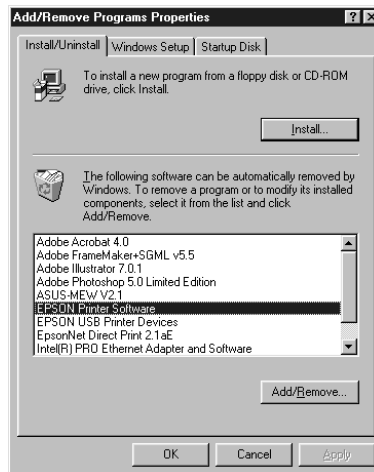 Add/Remove Programs Properties
Install/Uninstall Windows Setup Startup Disk
To install a new program from a floppy disk or CD-ROM
drive, click Install.
Install...
The following software can be automatically removed by
Windows. To remove a program or to modify its installed
components, select it from the list and click
Add/Remove.
Adobe Acrobat 4.0
Adobe FrameMaker+SGML v5.5
Adobe Illustrator 7.0.1
Adobe Photoshop 5.0 Limited Edition
ASUS-MEW V2.1
EPSON Printer Software
EPSON USB Printer Devices
EpsonNet Direct Print 2.1aE
Intel(R) PRO Ethernet Adapter and Software
Add/Remove...
OK Cancel Apply